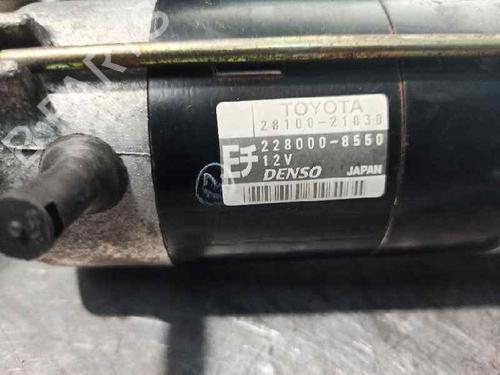 TOYOTA
28100-21030
228000-8550
12V
DENSO JAPAN